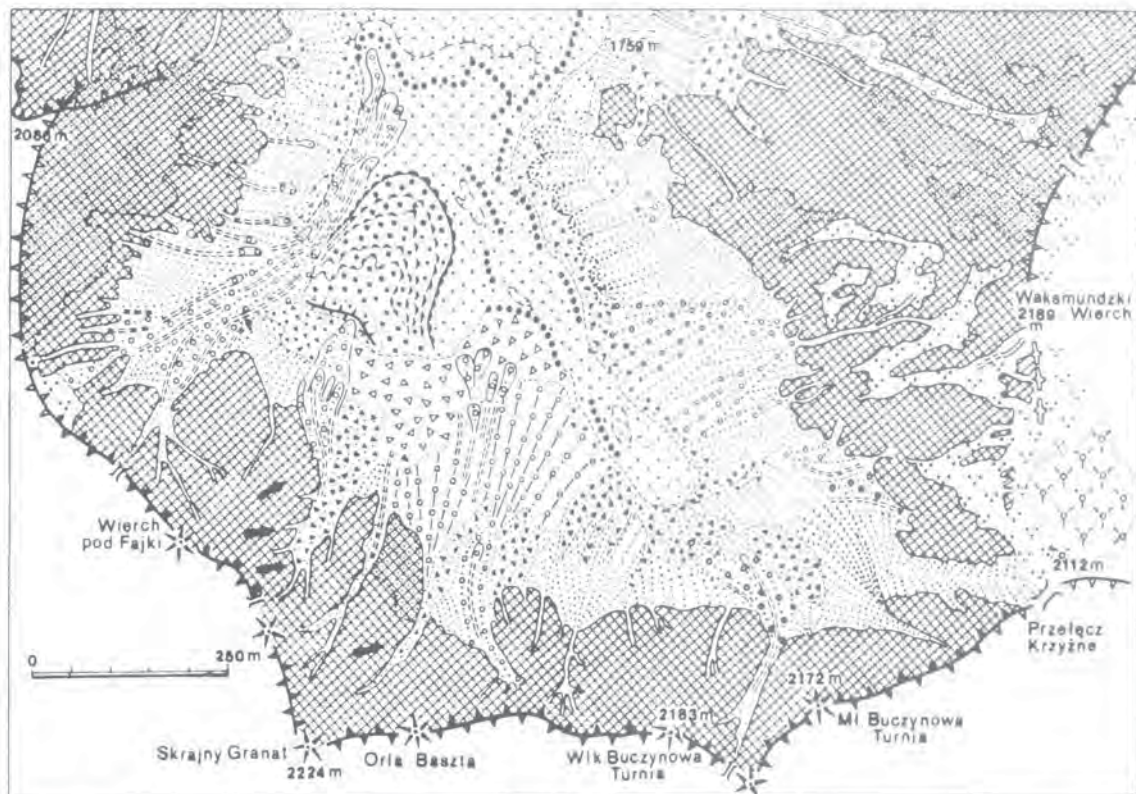 1759 m
2086 m
Waksmundzki
2189 Wierch
m
Wierch
pod Fajki
2112 m
Przełęcz
Krzyżne
0
250 m
2172 m
Mł Buczynowa
Turnia
2183 m
Skrajny Granat
2224 m
Orla Baszta
Wlk Buczynowa
Turnia